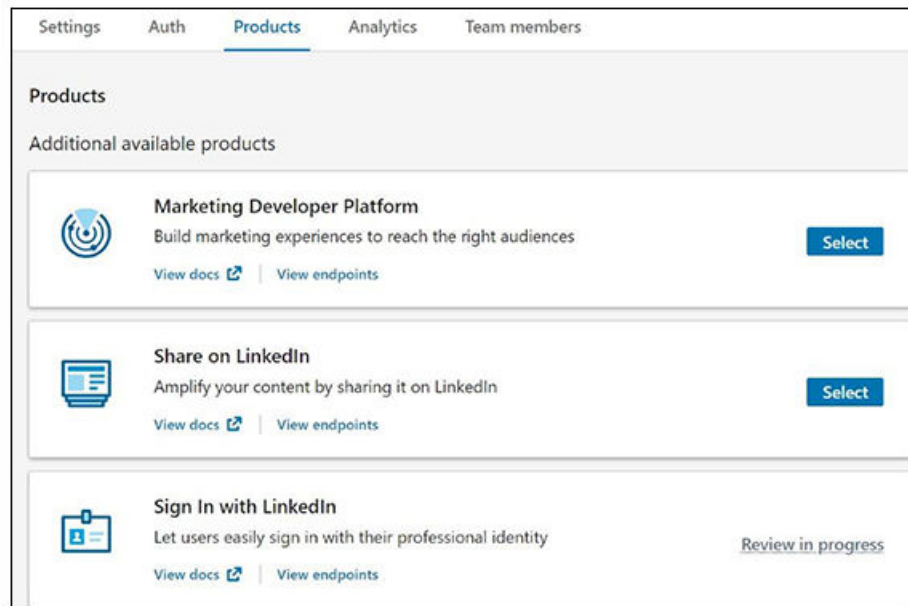 Settings Auth Products Analytics Team members
Products
Additional available products
Marketing Developer Platform
Build marketing experiences to reach the right audiences
Select
View docs View endpoints
Share on LinkedIn
Amplify your content by sharing it on LinkedIn
Select
View docs View endpoints
Sign In with LinkedIn
Let users easily sign in with their professional identity
Review in progress
View docs View endpoints